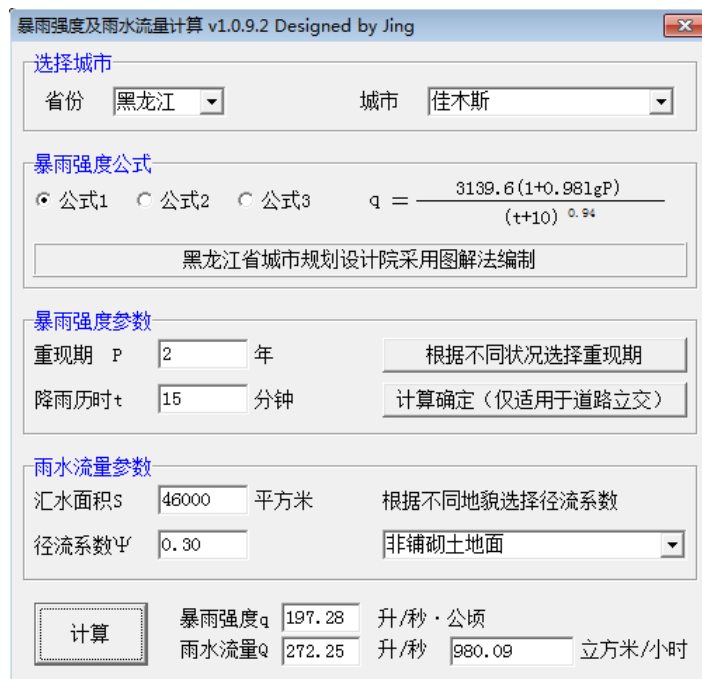 暴雨强度及雨水流量计算 v1.0.9.2 Designed by Jing
选择城市
省份 黑龙江 城市 佳木斯
暴雨强度公式
公式1 公式2 公式3 q = 3139.6(1+0.98lgP)
(t+10) 0.94
黑龙江省城市规划设计院采用图解法编制
暴雨强度参数
重现期 P 2 年 根据不同状况选择重现期
降雨历时t 15 分钟 计算确定（仅适用于道路立交）
雨水流量参数
汇水面积S 46000 平方米 根据不同地貌选择径流系数
径流系数Ψ 0.30 非铺砌土地面
计算
暴雨强度q 197.28 升/秒·公顷
雨水流量Q 272.25 升/秒 980.09 立方米/小时